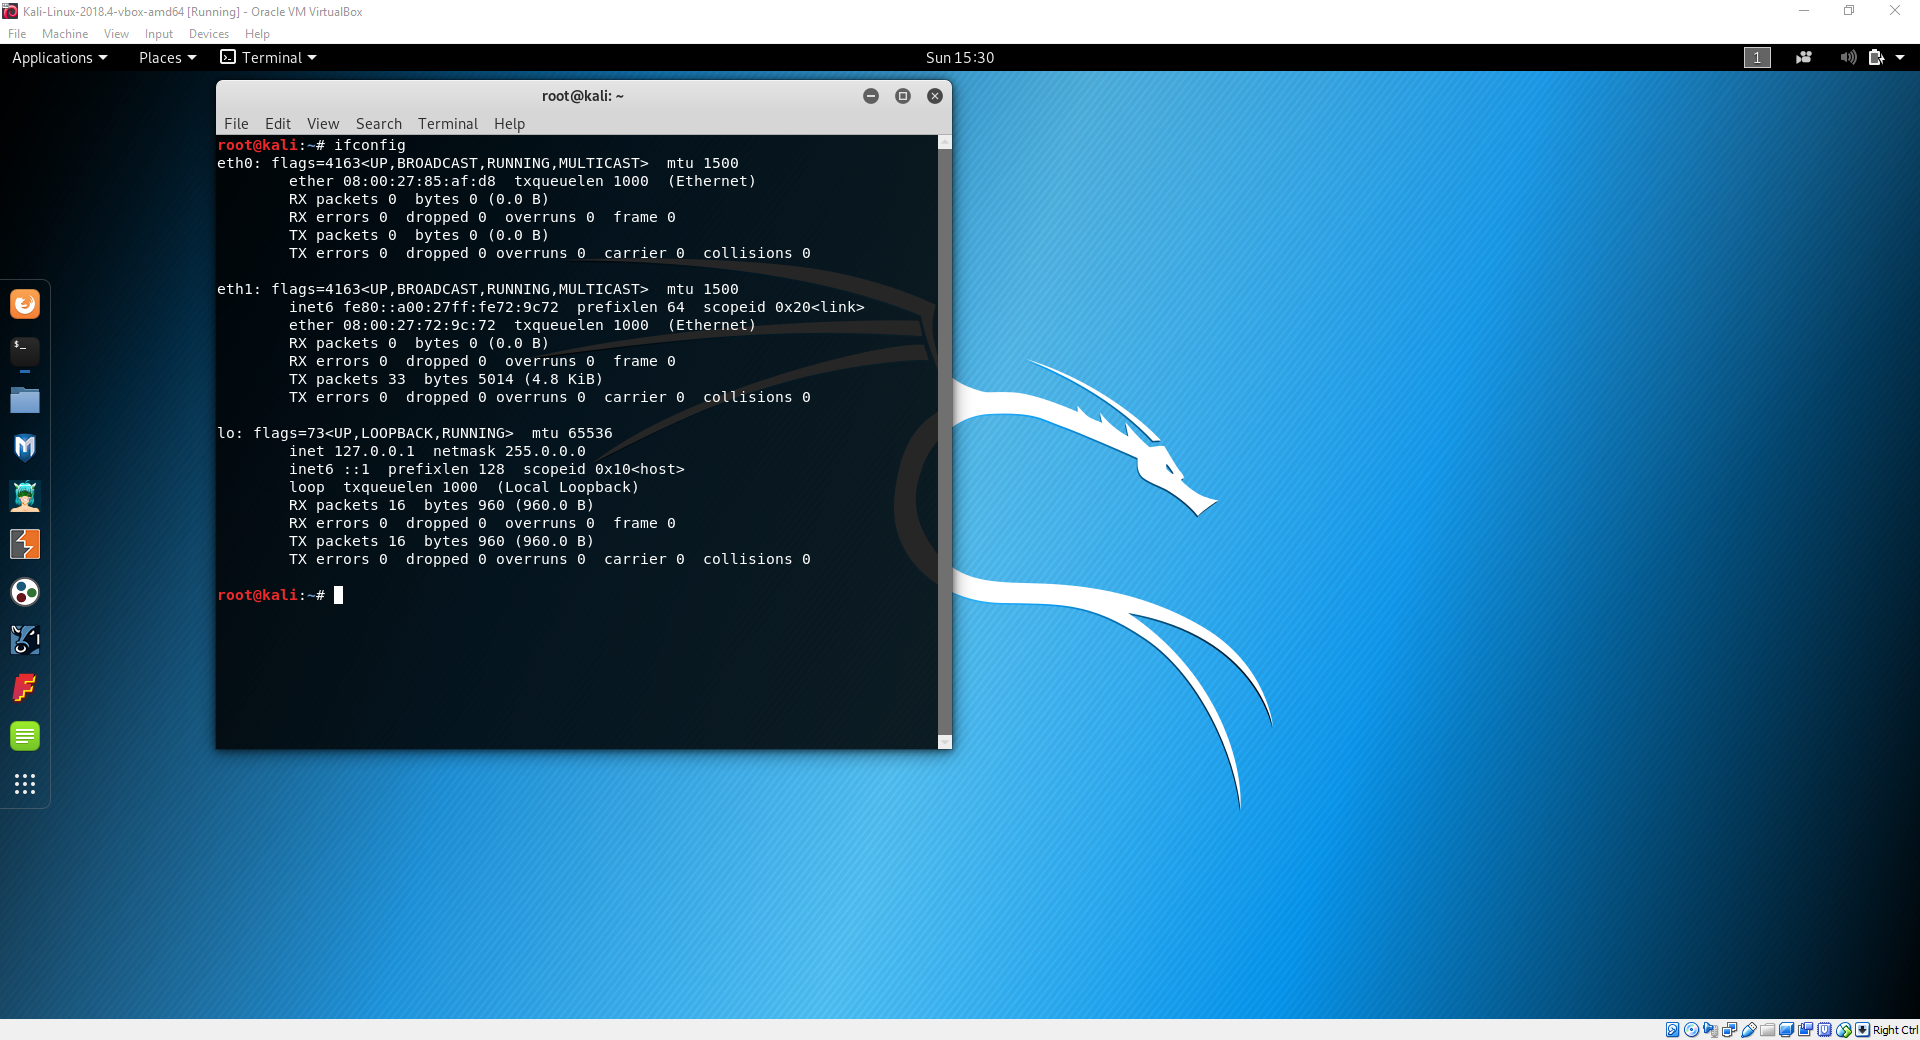 Kali-Linux-2018.4-vbox-amd64 [Running] - Oracle VM VirtualBox
File Machine View Input Devices Help
Applications Places Terminal Sun 15:30 1
root@kali: ~
File Edit View Search Terminal Help
root@kali:~# ifconfig
eth0: flags=4163<UP,BROADCAST,RUNNING,MULTICAST>  mtu 1500
        ether 08:00:27:85:af:d8  txqueuelen 1000  (Ethernet)
        RX packets 0  bytes 0 (0.0 B)
        RX errors 0  dropped 0  overruns 0  frame 0
        TX packets 0  bytes 0 (0.0 B)
        TX errors 0  dropped 0 overruns 0  carrier 0  collisions 0

eth1: flags=4163<UP,BROADCAST,RUNNING,MULTICAST>  mtu 1500
        inet6 fe80::a00:27ff:fe72:9c72  prefixlen 64  scopeid 0x20<link>
        ether 08:00:27:72:9c:72  txqueuelen 1000  (Ethernet)
        RX packets 0  bytes 0 (0.0 B)
        RX errors 0  dropped 0  overruns 0  frame 0
        TX packets 33  bytes 5014 (4.8 KiB)
        TX errors 0  dropped 0 overruns 0  carrier 0  collisions 0

lo: flags=73<UP,LOOPBACK,RUNNING>  mtu 65536
        inet 127.0.0.1  netmask 255.0.0.0
        inet6 ::1  prefixlen 128  scopeid 0x10<host>
        loop  txqueuelen 1000  (Local Loopback)
        RX packets 16  bytes 960 (960.0 B)
        RX errors 0  dropped 0  overruns 0  frame 0
        TX packets 16  bytes 960 (960.0 B)
        TX errors 0  dropped 0 overruns 0  carrier 0  collisions 0

root@kali:~#
Right Ctrl